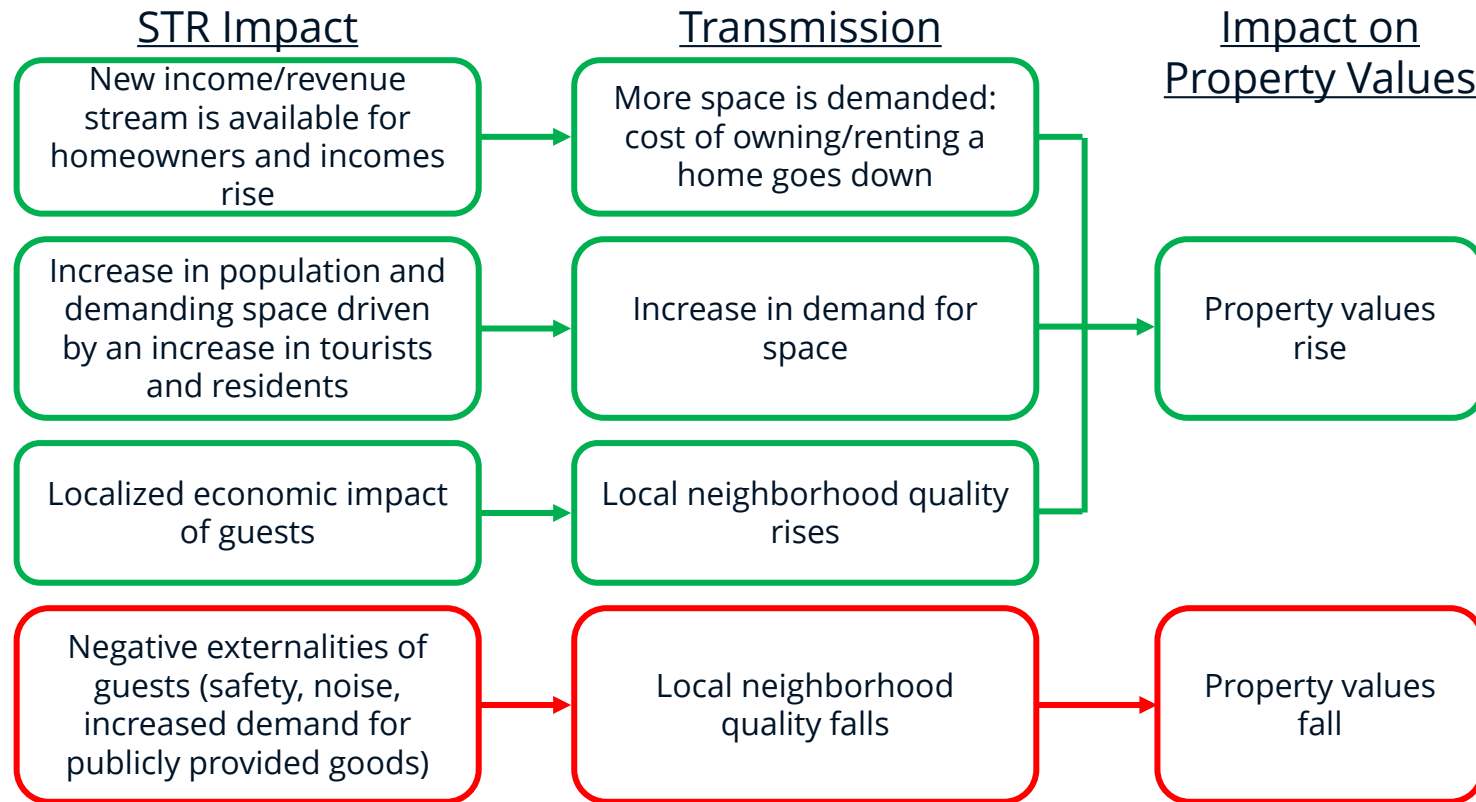 STR Impact
Transmission
Impact on
Property Values
New income/revenue
stream is available for
homeowners and incomes
rise
More space is demanded:
cost of owning/renting a
home goes down
Increase in population and
demanding space driven
by an increase in tourists
and residents
Increase in demand for
space
Property values
rise
Localized economic impact
of guests
Local neighborhood quality
rises
Negative externalities of
guests (safety, noise,
increased demand for
publicly provided goods)
Local neighborhood
quality falls
Property values
fall